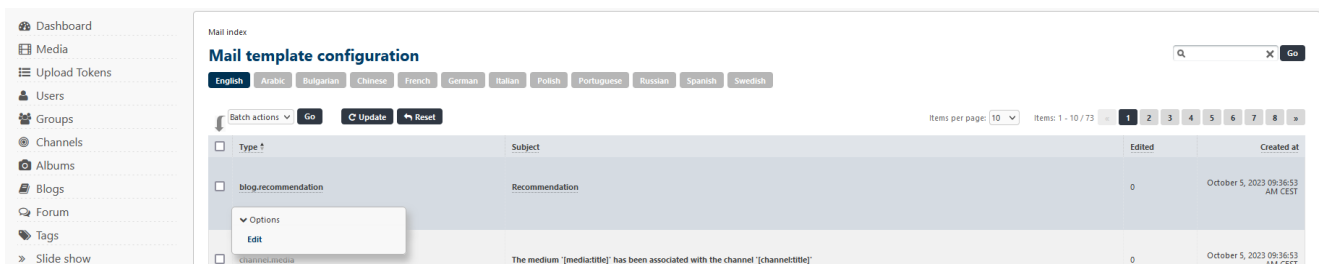 Dashboard
Media
Upload Tokens
Users
Groups
Channels
Albums
Blogs
Forum
Tags
» Slide show
Mail index
Mail template configuration
Go
English Arabic Bulgarian Chinese French German Italian Polish Portuguese Russian Spanish Swedish
Batch actions Go Update Reset Items per page: 10 Items: 1 - 10 / 73 « 1 2 3 4 5 6 7 8 »
Type Subject Edited Created at
blog.recommendation Recommendation 0 October 5, 2023 09:36:53
AM CEST
Options
Edit
channel.media The medium '[media:title]' has been associated with the channel '[channel:title]' 0 October 5, 2023 09:36:53
AM CEST